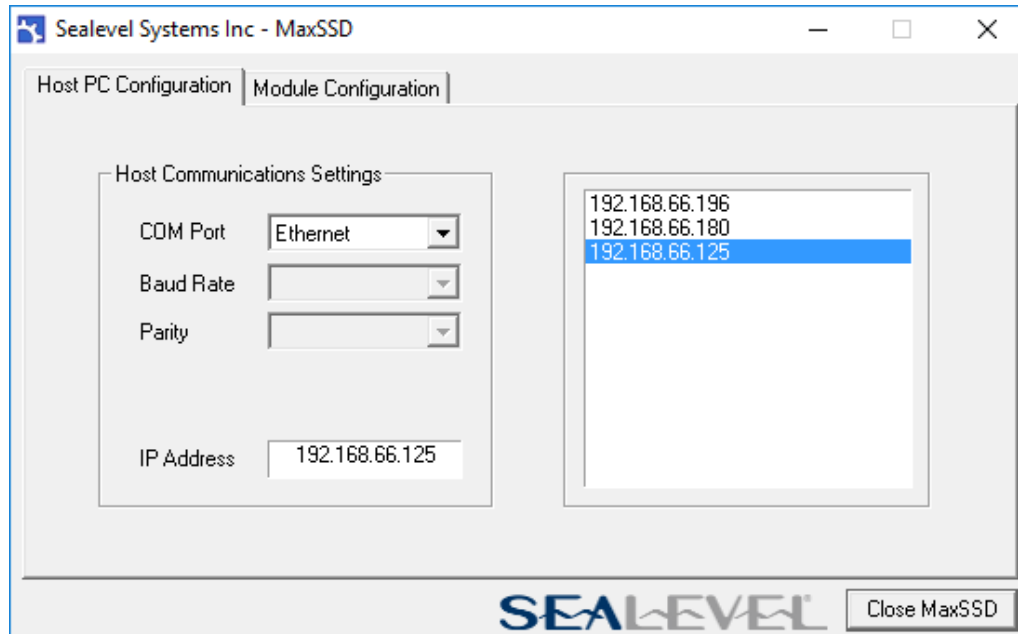 Sealevel Systems Inc - MaxSSD
Host PC Configuration
Module Configuration
Host Communications Settings
COM Port
Ethernet
Baud Rate
Parity
IP Address
192.168.66.125
192.168.66.196
192.168.66.180
192.168.66.125
SEALEVEL
Close MaxSSD